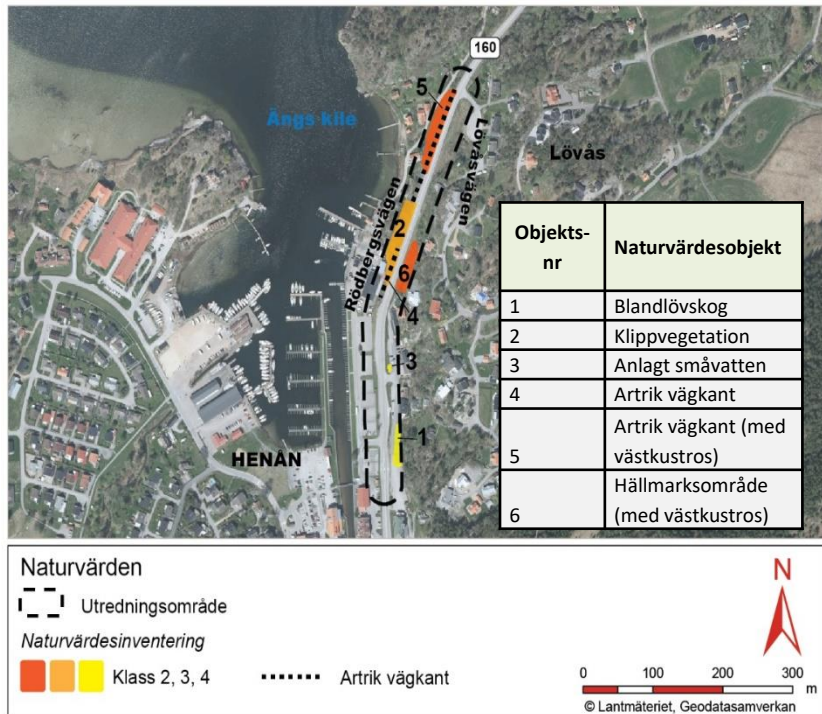 160
5
Ängs kile
Lövåsvägen
Lövås
Rödbergsvägen
2
6
4
3
1
HENÅN
Objekts-
nr
Naturvärdesobjekt
1 Blandlövskog
2 Klippvegetation
3 Anlagt småvatten
4 Artrik vägkant
5 Artrik vägkant (med
västkustros)
6 Hällmarksområde
(med västkustros)
Naturvärden
Utredningsområde
Naturvärdesinventering
Klass 2, 3, 4
Artrik vägkant
N
0 100 200 300
m
© Lantmäteriet, Geodatasamverkan